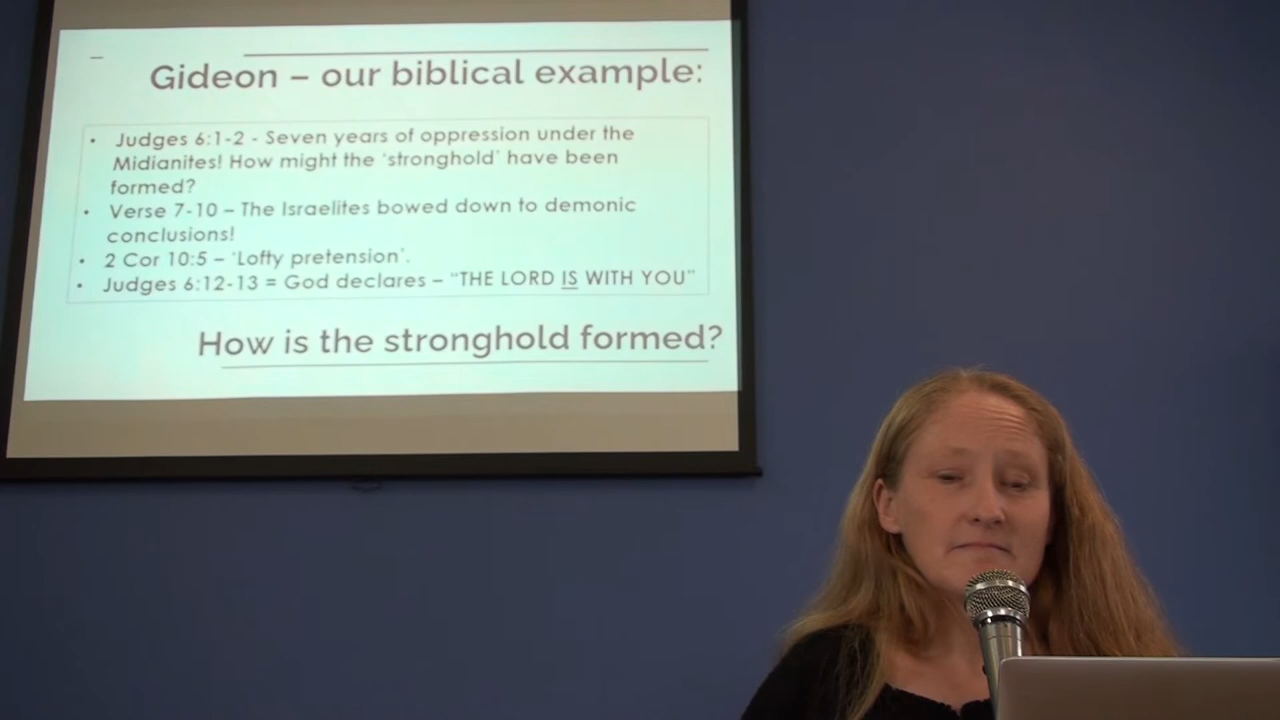 Gideon – our biblical example:
• Judges 6:1-2 - Seven years of oppression under the
Midianites! How might the ‘stronghold’ have been
formed?
• Verse 7-10 – The Israelites bowed down to demonic
conclusions!
• 2 Cor 10:5 – ‘Lofty pretension’.
• Judges 6:12-13 = God declares – “THE LORD IS WITH YOU”
How is the stronghold formed?